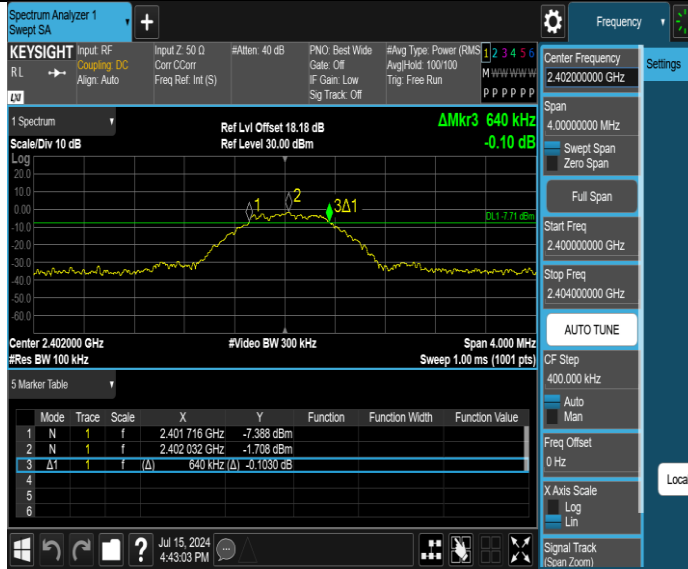 Spectrum Analyzer 1
Swept SA
+
Frequency
KEYSIGHT Input: RF Input Z: 50 Ω #Atten: 40 dB PNO: Best Wide #Avg Type: Power (RMS 1 2 3 4 5 6
RL Coupling: DC Corr CCorr Gate: Off Avg|Hold: 100/100 M W W W W W
Align: Auto Freq Ref: Int (S) IF Gain: Low Trig: Free Run
Sig Track: Off P P P P P P
LXI
1 Spectrum
Scale/Div 10 dB
Ref Lvl Offset 18.18 dB
Ref Level 30.00 dBm
ΔMkr3 640 kHz
-0.10 dB
Log
20.0
10.0
0.00
-10.0
-20.0
-30.0
-40.0
-50.0
-60.0
1
2
3Δ1
DL1 -7.71 dBm
Center 2.402000 GHz #Video BW 300 kHz Span 4.000 MHz
#Res BW 100 kHz Sweep 1.00 ms (1001 pts)
5 Marker Table
Mode Trace Scale X Y Function Function Width Function Value
1 N 1 f 2.401 716 GHz -7.388 dBm
2 N 1 f 2.402 032 GHz -1.708 dBm
3 Δ1 1 f (Δ) 640 kHz (Δ) -0.1030 dB
4
5
6
?
Jul 15, 2024
4:43:03 PM
Center Frequency
2.402000000 GHz
Span
4.00000000 MHz
Swept Span
Zero Span
Full Span
Start Freq
2.400000000 GHz
Stop Freq
2.404000000 GHz
AUTO TUNE
CF Step
400.000 kHz
Auto
Man
Freq Offset
0 Hz
X Axis Scale
Log
Lin
Signal Track
(Span Zoom)
Settings
Loca